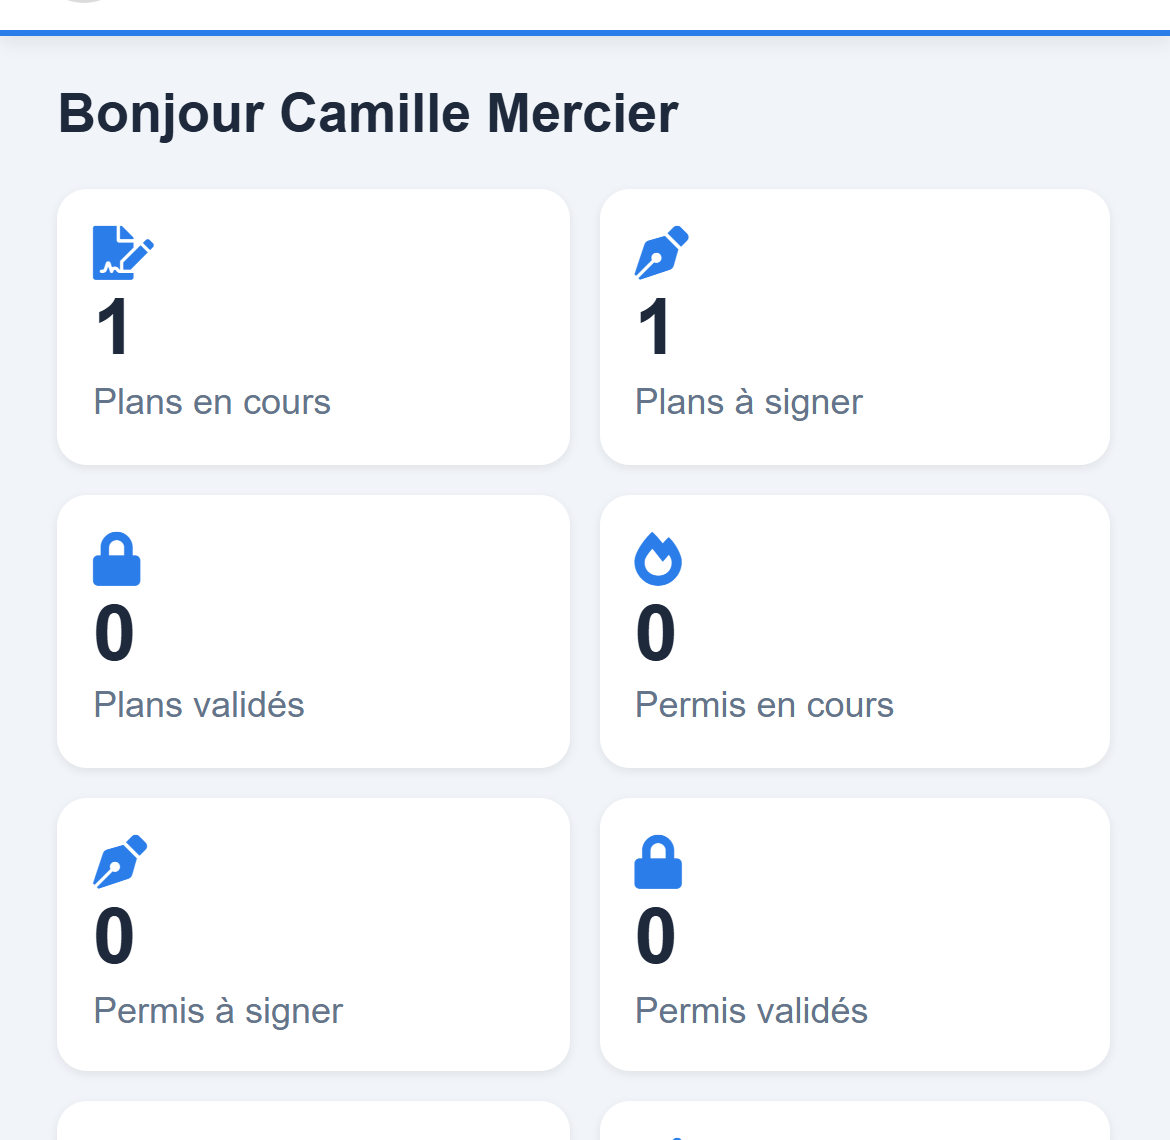 Bonjour Camille Mercier
1
Plans en cours
1
Plans à signer
0
Plans validés
0
Permis en cours
0
Permis à signer
0
Permis validés